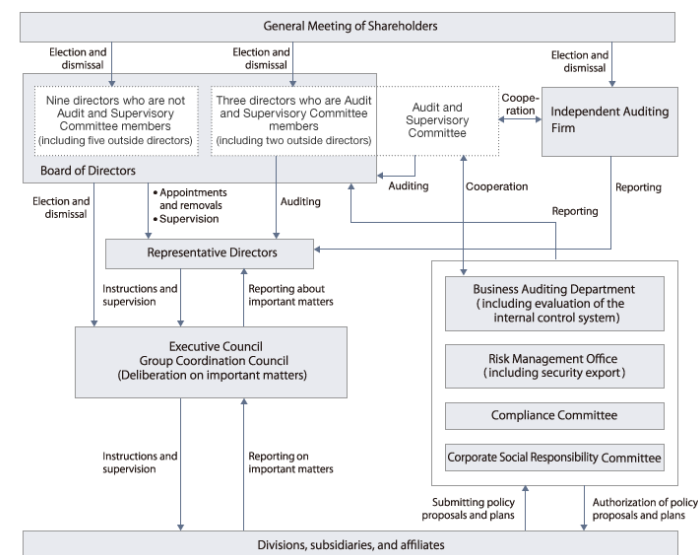 General Meeting of Shareholders
Election and
dismissal
Election and
dismissal
Election and
dismissal
Nine directors who are not
Audit and Supervisory
Committee members
(including five outside directors)
Three directors who are Audit
and Supervisory Committee
members
(including two outside directors)
Audit and
Supervisory
Committee
Coope-
ration
Independent Auditing
Firm
Board of Directors
Election and
dismissal
• Appointments
and removals
• Supervision
Auditing
Auditing
Cooperation
Reporting
Reporting
Representative Directors
Instructions and
supervision
Reporting about
important matters
Business Auditing Department
(including evaluation of the
internal control system)
Executive Council
Group Coordination Council
(Deliberation on important matters)
Risk Management Office
(including security export)
Compliance Committee
Corporate Social Responsibility Committee
Instructions and
supervision
Reporting on
important matters
Submitting policy
proposals and plans
Authorization of policy
proposals and plans
Divisions, subsidiaries, and affiliates